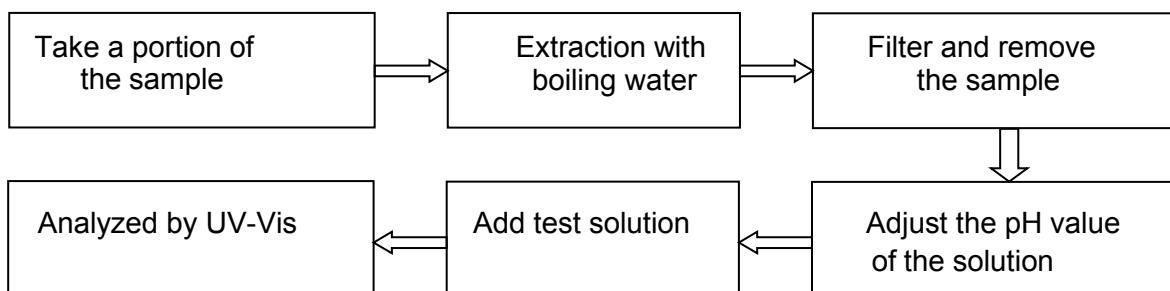 Take a portion of
the sample
Extraction with
boiling water
Filter and remove
the sample
Adjust the pH value
of the solution
Add test solution
Analyzed by UV-Vis